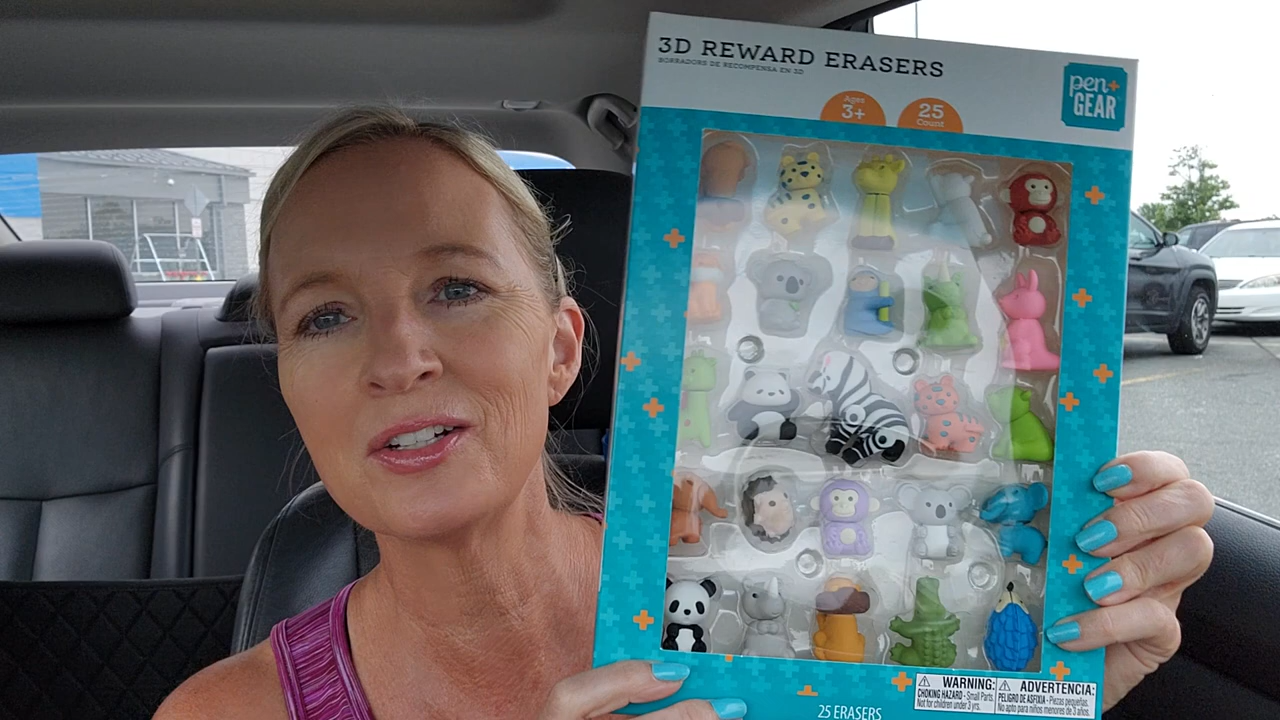 3D REWARD ERASERS
BORRADORES DE RECOMPENSA EN 3D
pen+
GEAR
Ages
3+
25
Count
WARNING:
CHOKING HAZARD - Small Parts.
Not for children under 3 yrs.
ADVERTENCIA:
PELIGRO DE ASFIXIA - Piezas pequeñas.
No apto para niños menores de 3 años.
25 ERASERS